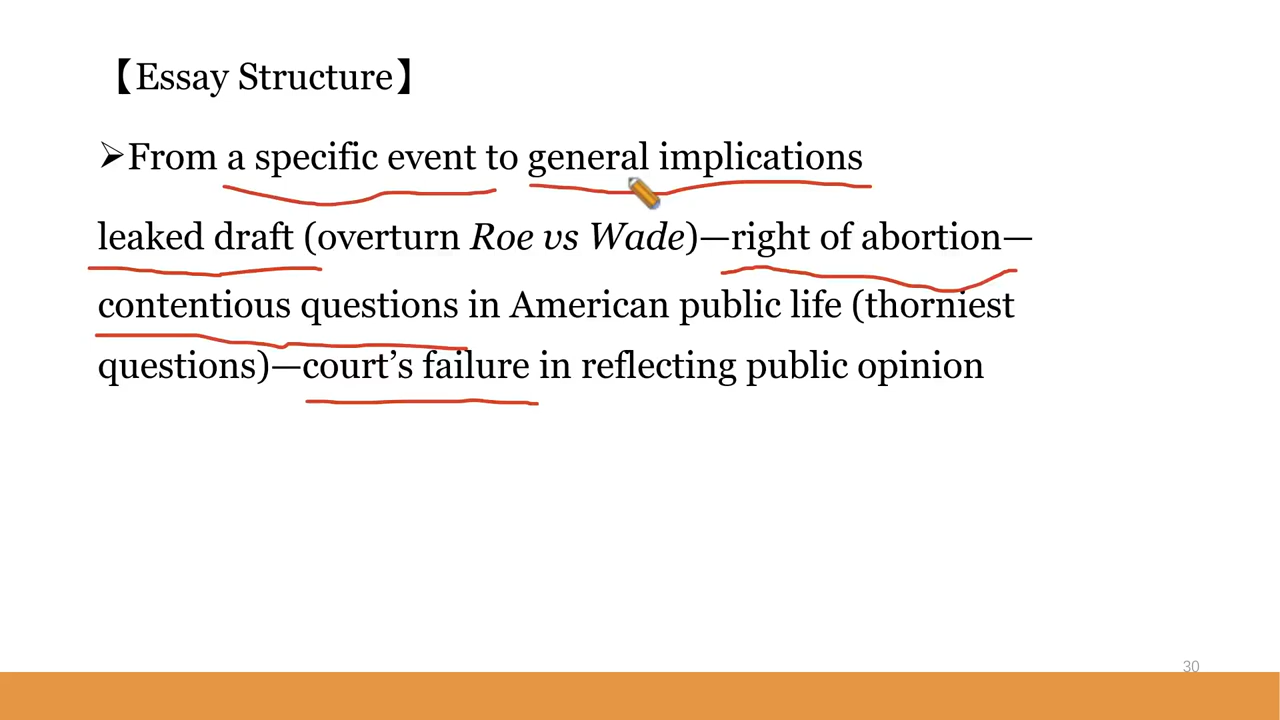 【Essay Structure】
➢From a specific event to general implications
leaked draft (overturn Roe vs Wade)—right of abortion—
contentious questions in American public life (thorniest
questions)—court’s failure in reflecting public opinion
30